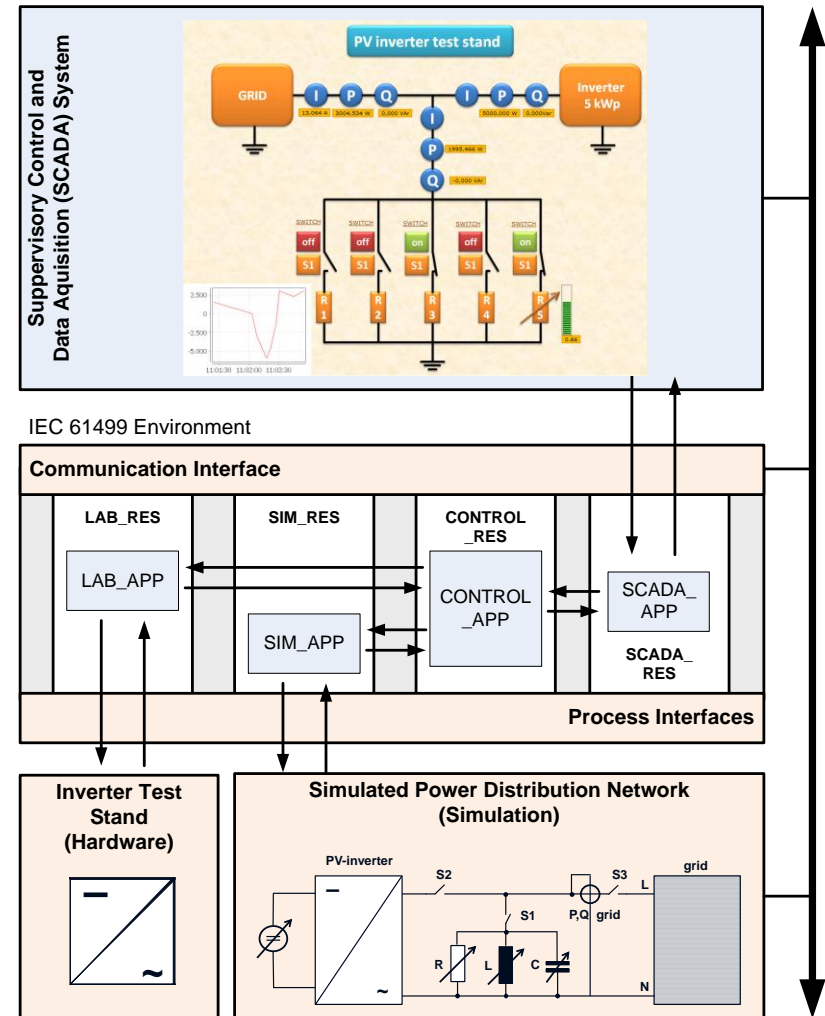 Suppervisory Control and
Data Aquisition (SCADA) System
PV inverter test stand
GRID
I
P
Q
I
P
Q
Inverter
5 kWp
13,064 A
3004,534 W
0,000 VAr
5000,000 W
0,000Var
I
P
1995,466 W
Q
-0,000 VAr
SWITCH
SWITCH
SWITCH
SWITCH
SWITCH
off
off
on
off
on
S1
S1
S1
S1
S1
R
1
R
2
R
3
R
4
R
5
0.66
2.500
0
-2.500
-5.000
11:01:30 11:02:00 11:02:30
IEC 61499 Environment
Communication Interface
LAB_RES
SIM_RES
CONTROL
_RES
LAB_APP
SIM_APP
CONTROL
_APP
SCADA_
APP
SCADA_
RES
Process Interfaces
Inverter Test
Stand
(Hardware)
Simulated Power Distribution Network
(Simulation)
PV-inverter
S2
S3
grid
L
P,Q grid
S1
R
L
C
N